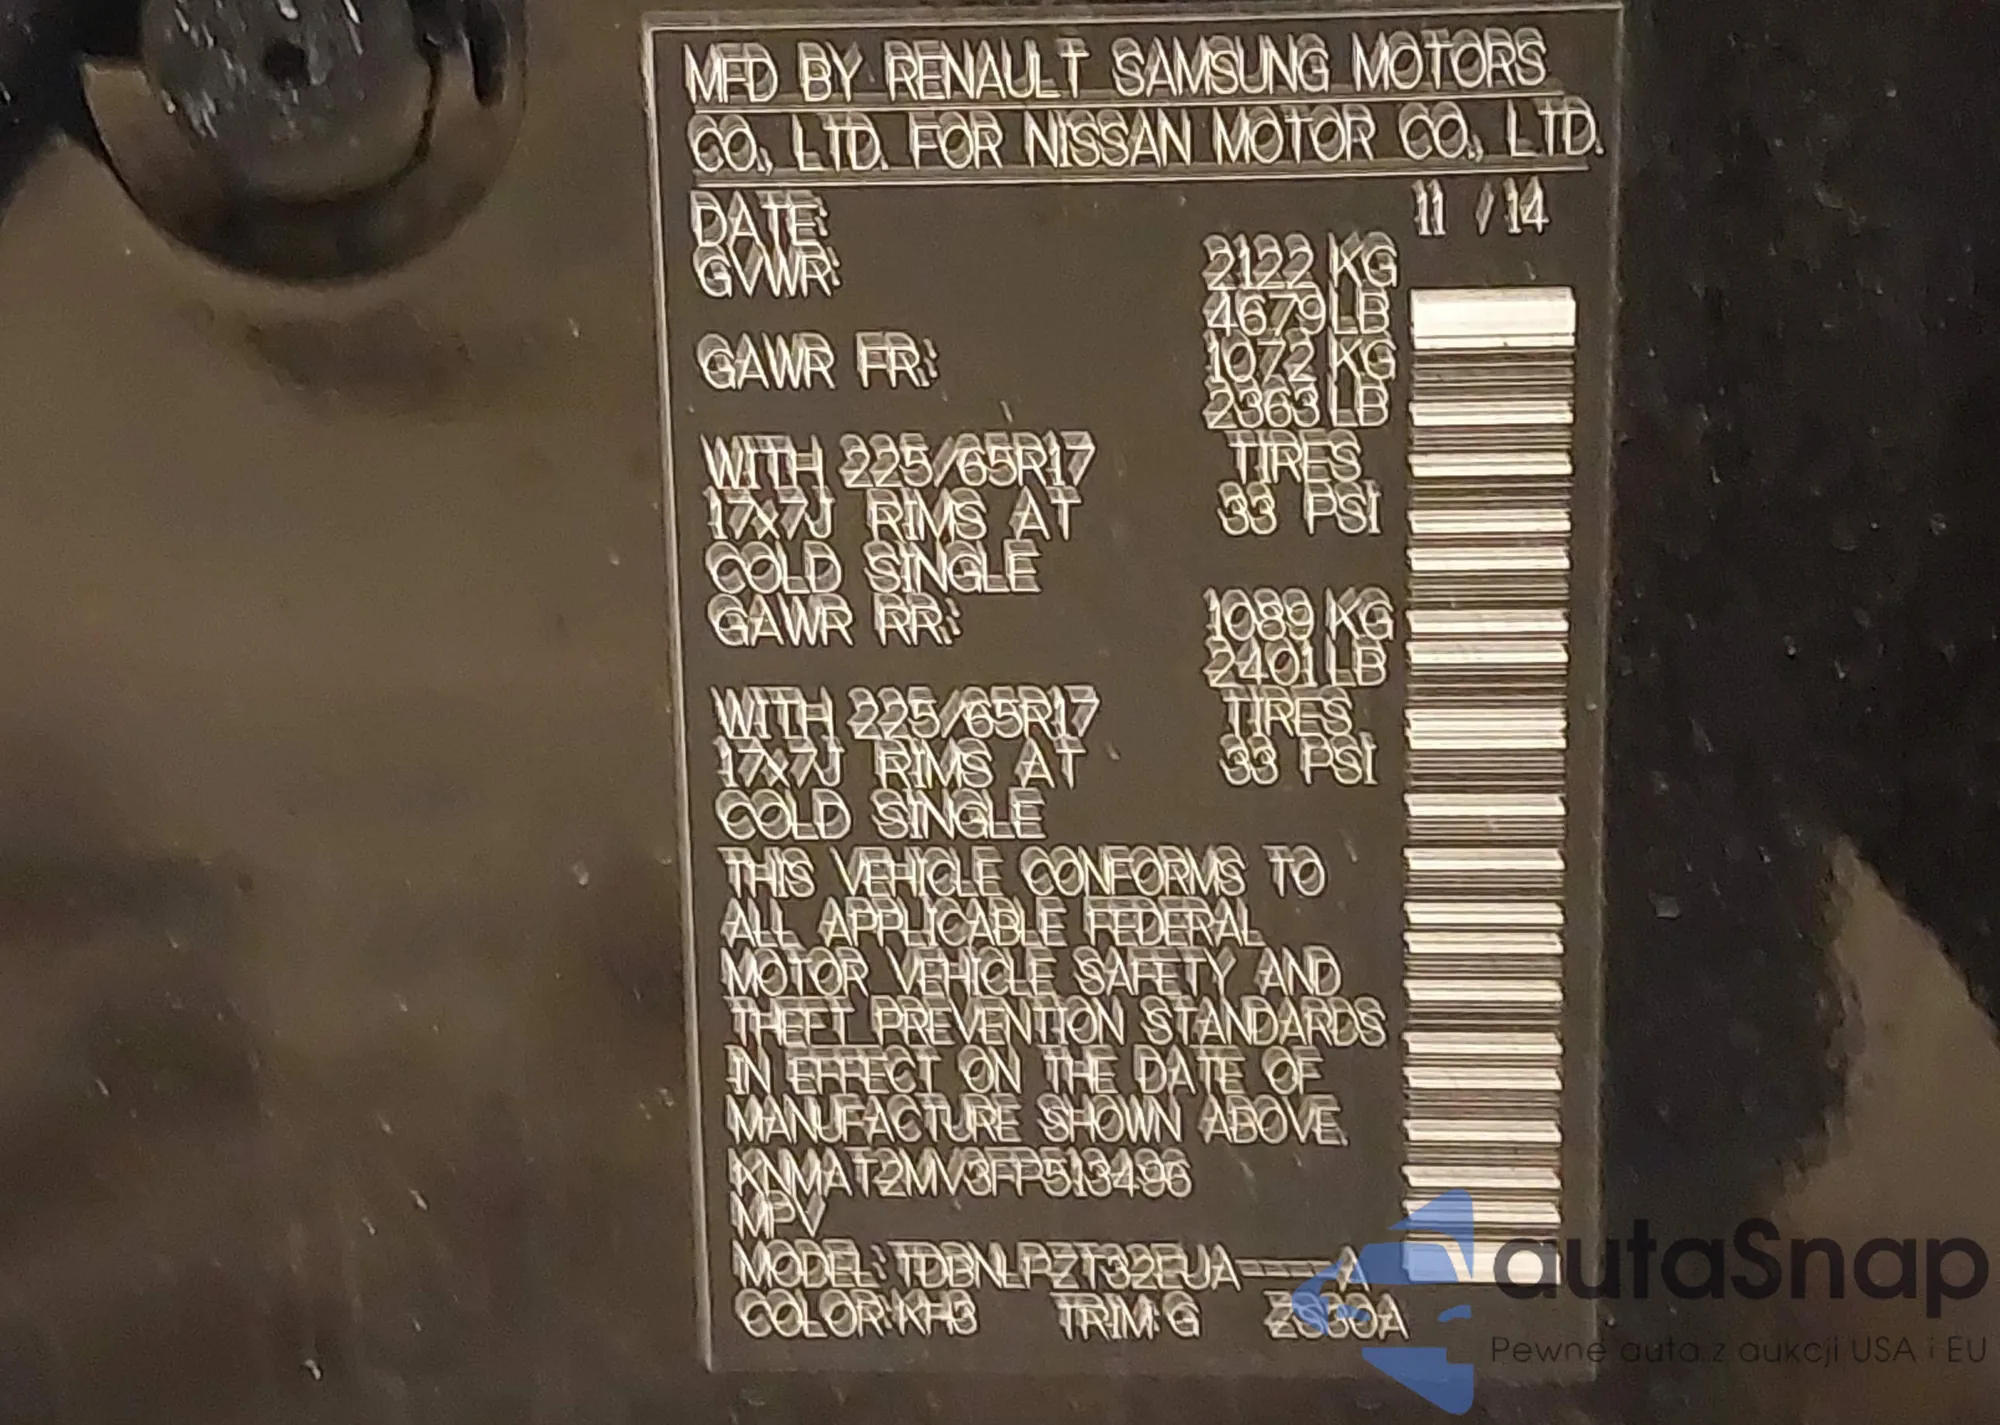 MFD BY RENAULT SAMSUNG MOTORS
CO., LTD. FOR NISSAN MOTOR CO., LTD.
DATE: 11 / 14
GVWR: 2122 KG
4679 LB
GAWR FR: 1072 KG
2363 LB
WITH 225/65R17 TIRES,
17x7J RIMS AT 33 PSI
COLD SINGLE
GAWR RR: 1089 KG
2401 LB
WITH 225/65R17 TIRES,
17x7J RIMS AT 33 PSI
COLD SINGLE
THIS VEHICLE CONFORMS TO
ALL APPLICABLE FEDERAL
MOTOR VEHICLE SAFETY AND
THEFT PREVENTION STANDARDS
IN EFFECT ON THE DATE OF
MANUFACTURE SHOWN ABOVE.
KNMAT2MV3FP513496
MPV
MODEL: TDBNLPZT32EUA-----A
COLOR:KH3 TRIM: G
autaSnap
Pewne auta z aukcji USA i EU